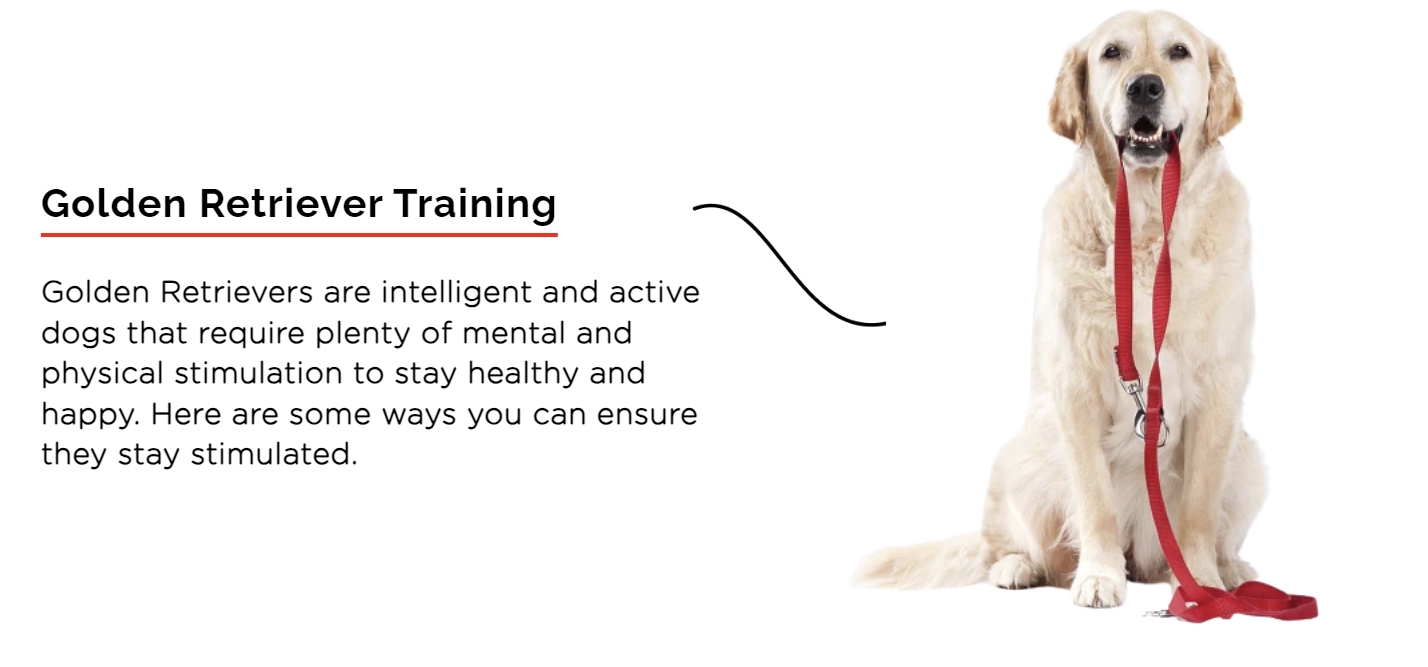 Golden Retriever Training
Golden Retrievers are intelligent and active
dogs that require plenty of mental and
physical stimulation to stay healthy and
happy. Here are some ways you can ensure
they stay stimulated.